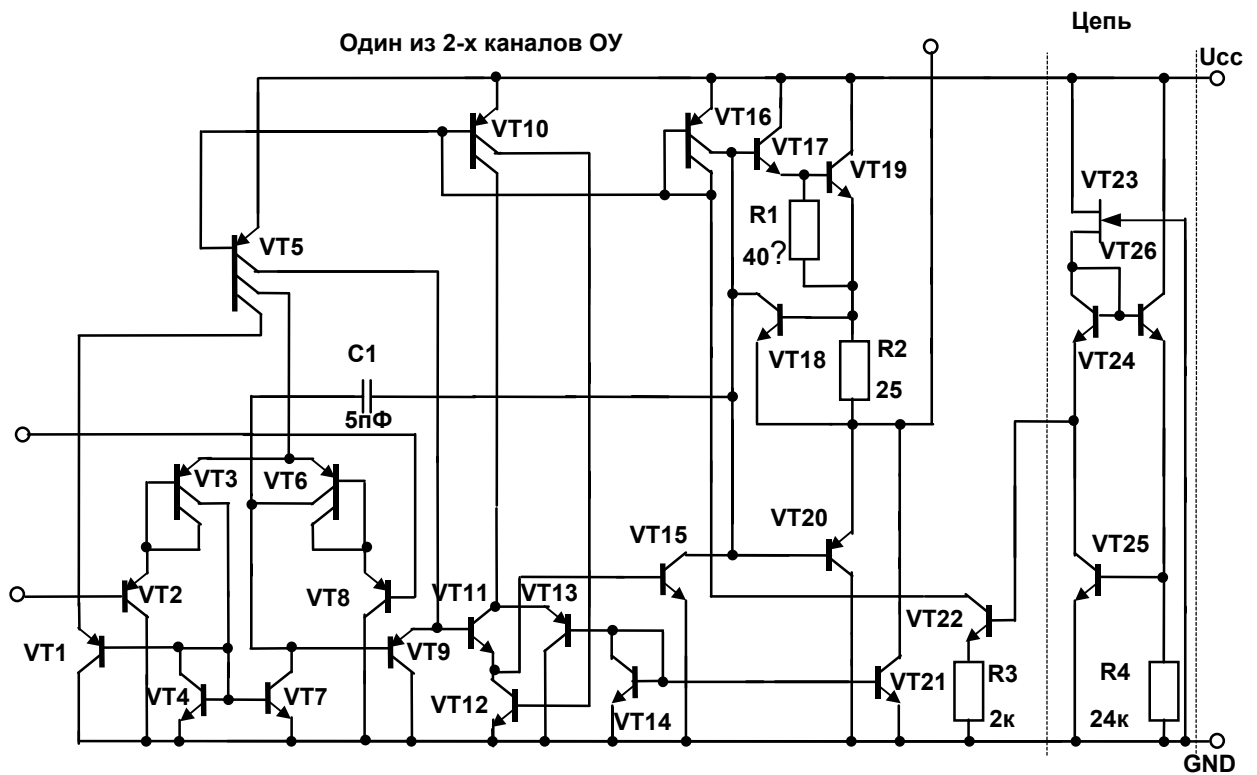 Цепь
Один из 2-х каналов ОУ
Ucc
VT10
VT16
VT17
VT19
VT23
R1
40?
VT5
VT26
C1
5пФ
VT18
R2
25
VT24
VT3
VT6
VT20
VT15
VT25
VT2
VT8
VT11
VT13
VT22
VT1
VT9
VT4
VT7
VT12
VT14
VT21
R3
2к
R4
24к
GND